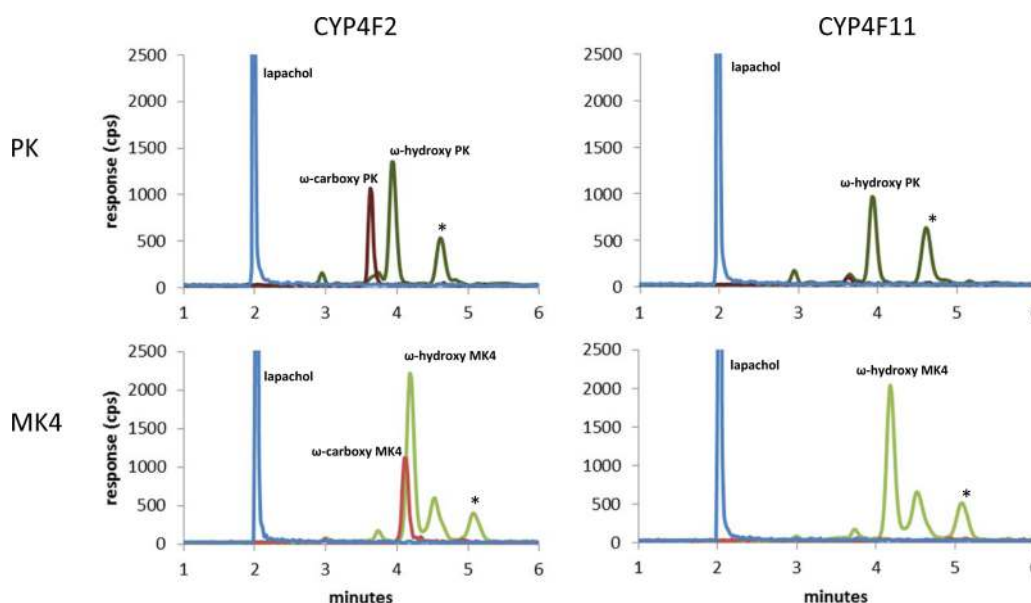 CYP4F2
CYP4F11
PK
response (cps)
2500
2000
1500
1000
500
0
lapachol
ω-carboxy PK
ω-hydroxy PK
*
1 2 3 4 5 6
2500
2000
1500
1000
500
0
lapachol
ω-hydroxy PK
*
1 2 3 4 5 6
MK4
response (cps)
2500
2000
1500
1000
500
0
lapachol
ω-hydroxy MK4
ω-carboxy MK4
*
1 2 3 4 5 6
minutes
2500
2000
1500
1000
500
0
lapachol
ω-hydroxy MK4
*
1 2 3 4 5 6
minutes